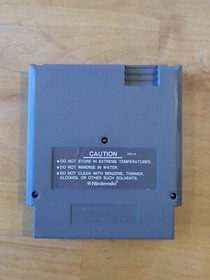 CAUTION
●DO NOT STORE IN EXTREME TEMPERATURES.
●DO NOT IMMERSE IN WATER.
●DO NOT CLEAN WITH BENZENE, THINNER,
ALCOHOL OR OTHER SUCH SOLVENTS.
Nintendo®